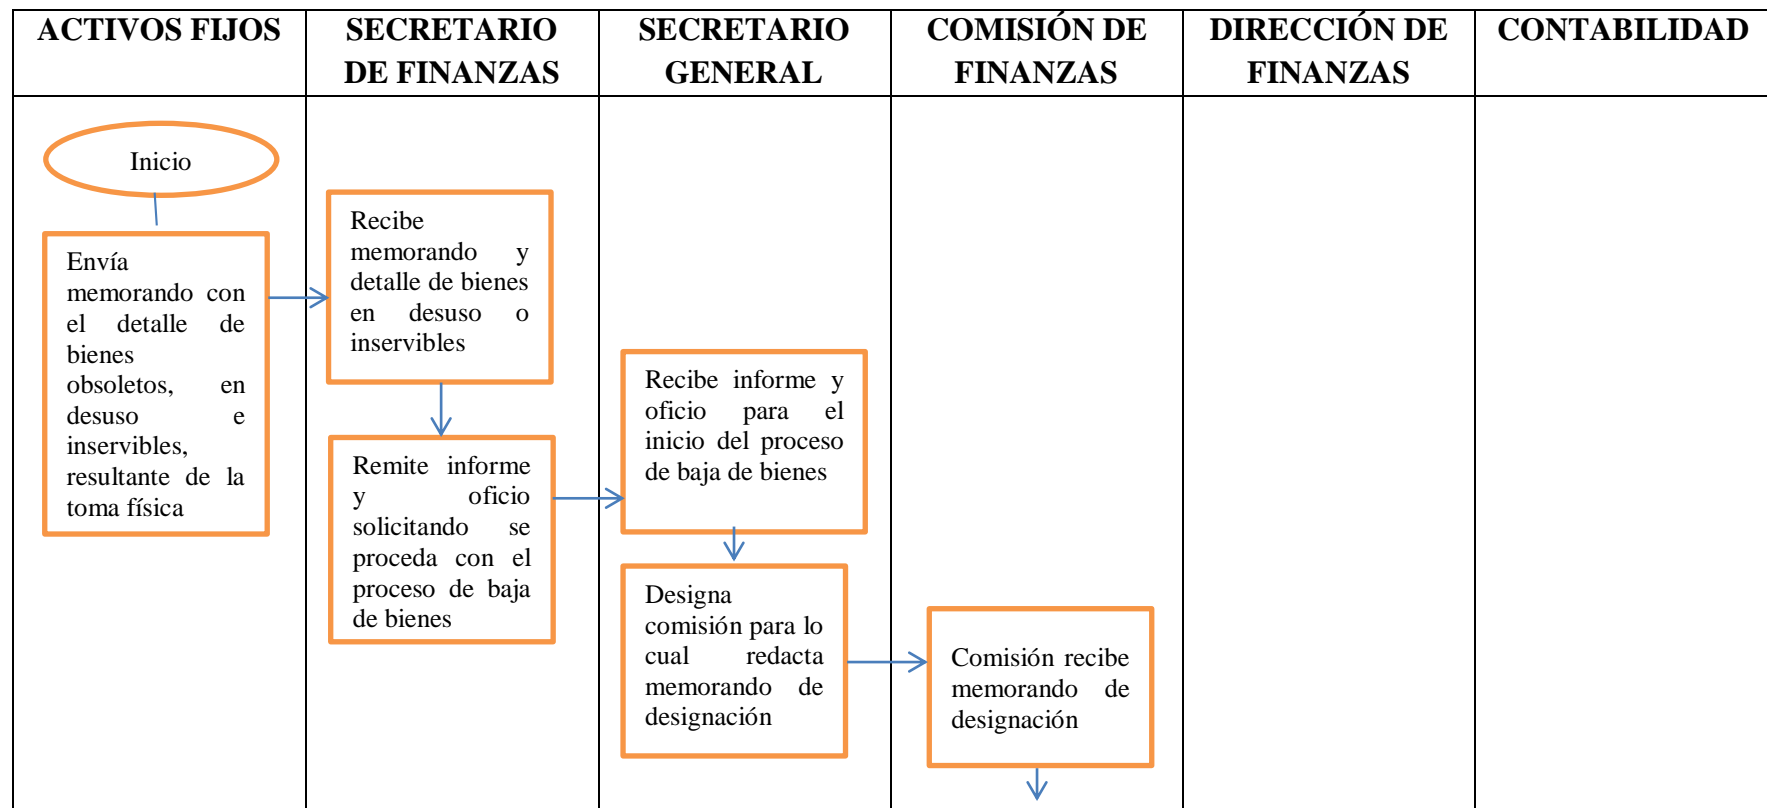 ACTIVOS FIJOS
SECRETARIO
DE FINANZAS
SECRETARIO
GENERAL
COMISIÓN DE
FINANZAS
DIRECCIÓN DE
FINANZAS
CONTABILIDAD
Inicio
Envía
memorando con
el detalle de
bienes
obsoletos, en
desuso e
inservibles,
resultante de la
toma física
Recibe
memorando y
detalle de bienes
en desuso o
inservibles
Remite informe
y oficio
solicitando se
proceda con el
proceso de baja
de bienes
Recibe informe y
oficio para el
inicio del proceso
de baja de bienes
Designa
comisión para lo
cual redacta
memorando de
designación
Comisión recibe
memorando de
designación